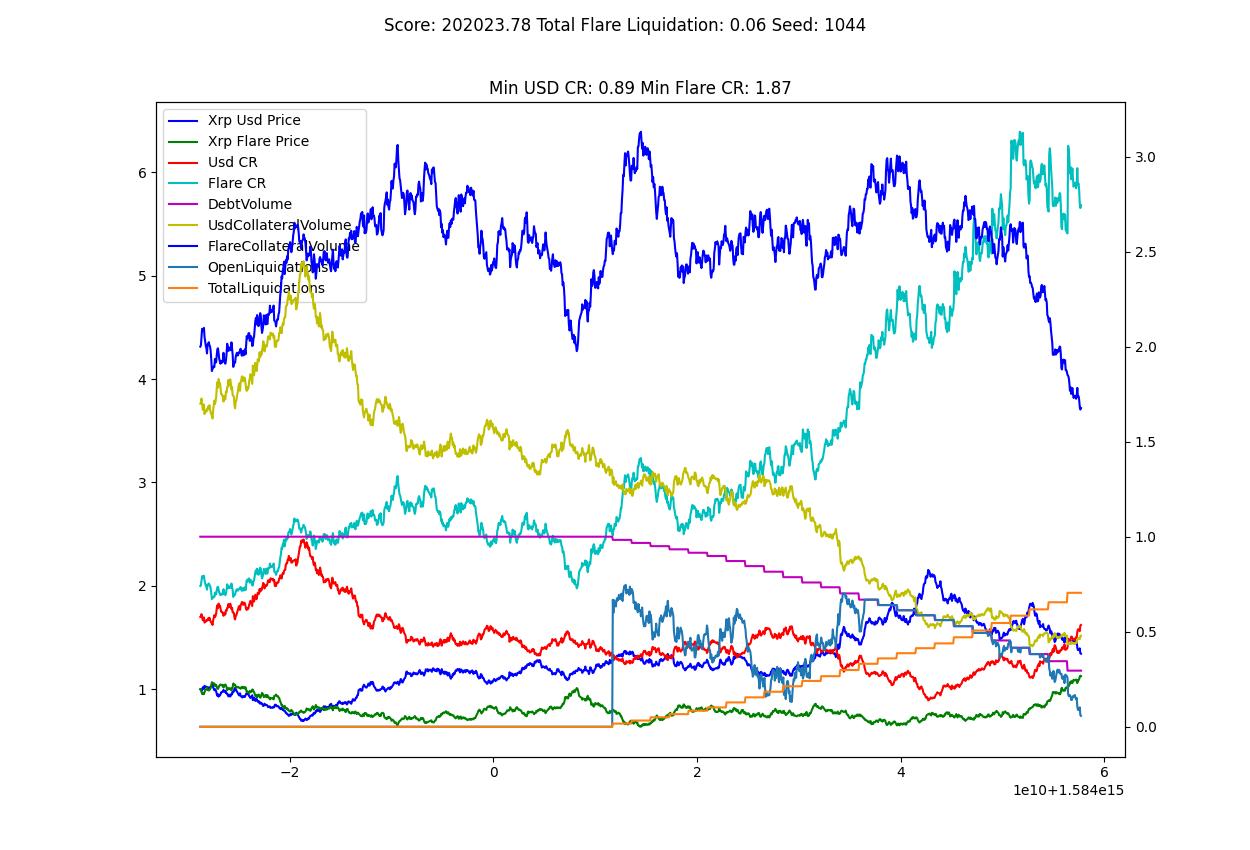 Score: 202023.78 Total Flare Liquidation: 0.06 Seed: 1044
Min USD CR: 0.89 Min Flare CR: 1.87
Xrp Usd Price
Xrp Flare Price
Usd CR
Flare CR
DebtVolume
UsdCollateralVolume
FlareCollateralVolume
OpenLiquidations
TotalLiquidations
6
5
4
3
2
1
3.0
2.5
2.0
1.5
1.0
0.5
0.0
−2
0
2
4
6
1e10+1.584e15